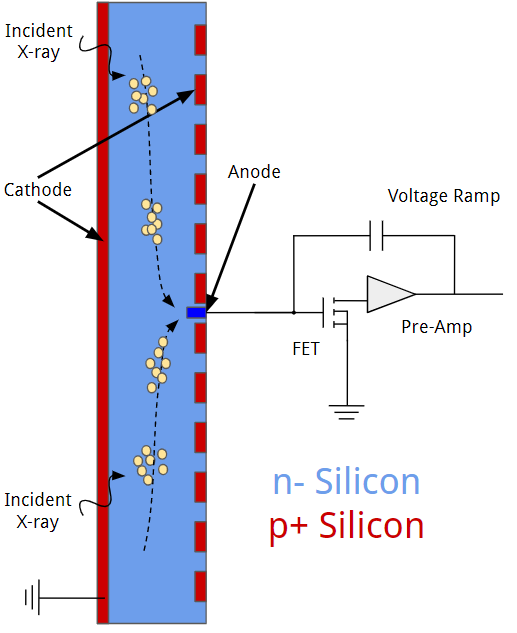 Incident
X-ray
Cathode
Anode
Voltage Ramp
Pre-Amp
FET
n- Silicon
p+ Silicon
Incident
X-ray